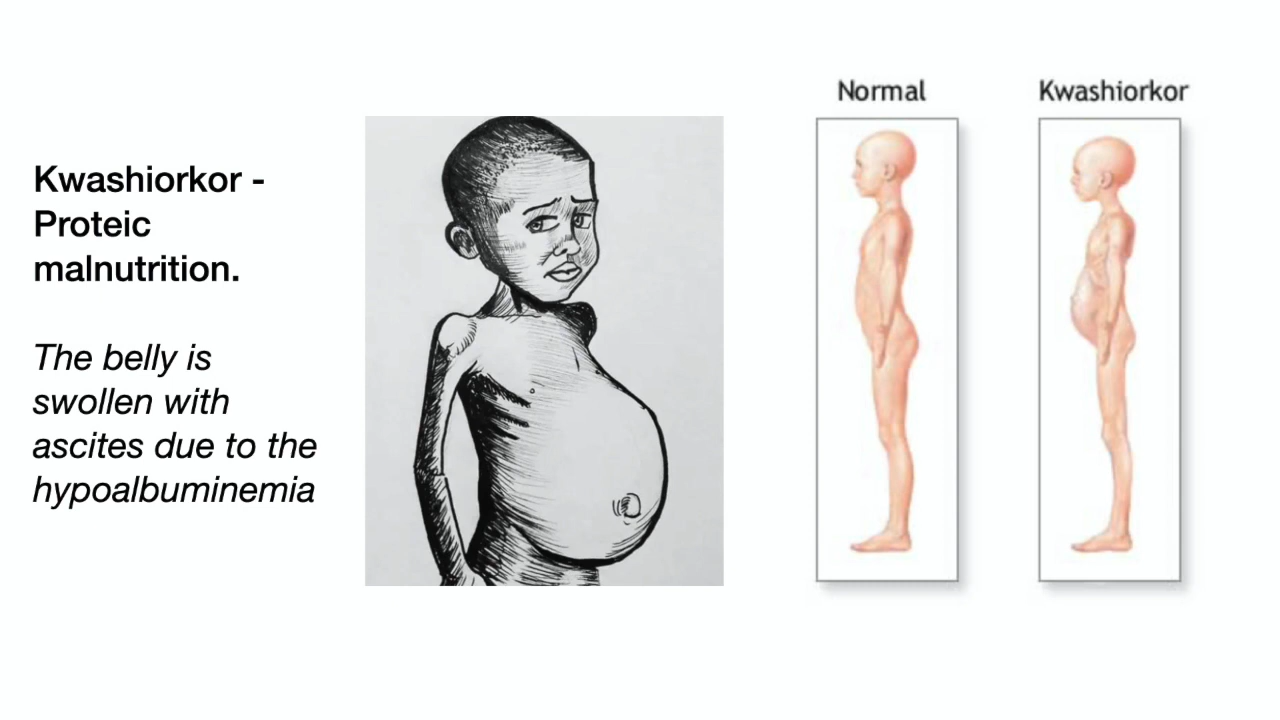 Kwashiorkor -
Proteic
malnutrition.
The belly is
swollen with
ascites due to the
hypoalbuminemia
Normal
Kwashiorkor